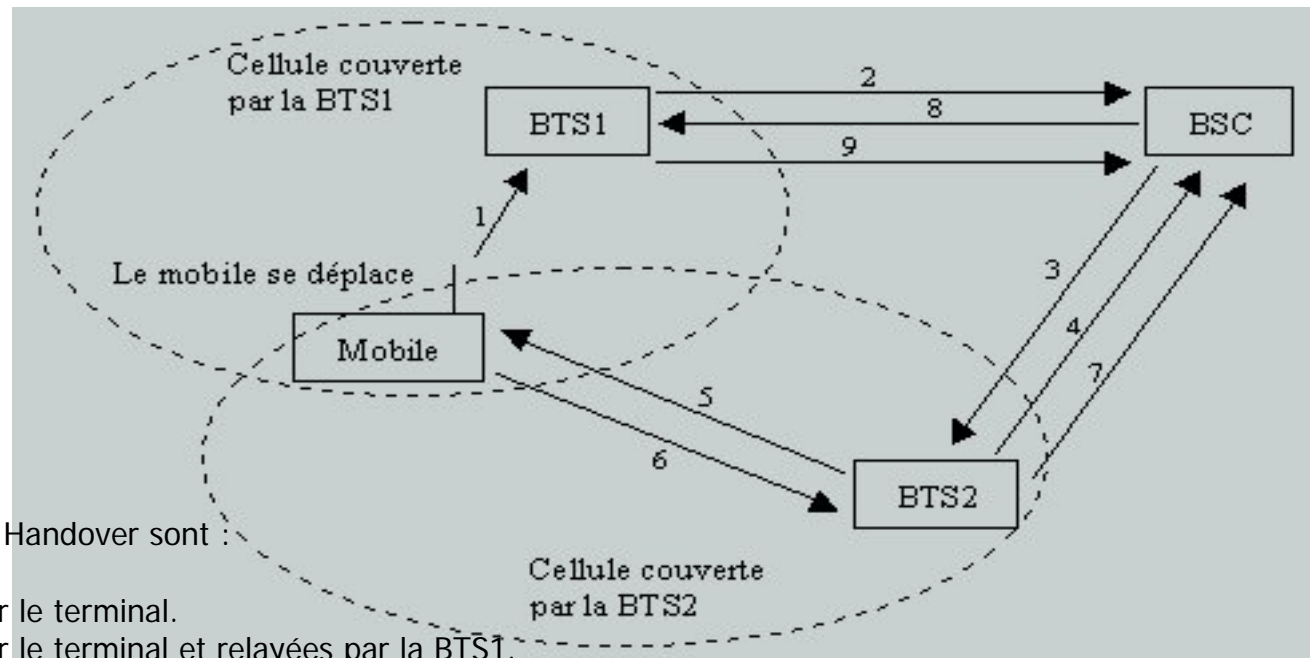 Cellule couverte
par la BTS1
BTS1
2
8
9
BSC
1
Le mobile se déplace
Mobile
3
4
7
5
6
BTS2
Handover sont :
Cellule couverte
par la BTS2
le terminal.
le terminal et relayées par la BTS1.